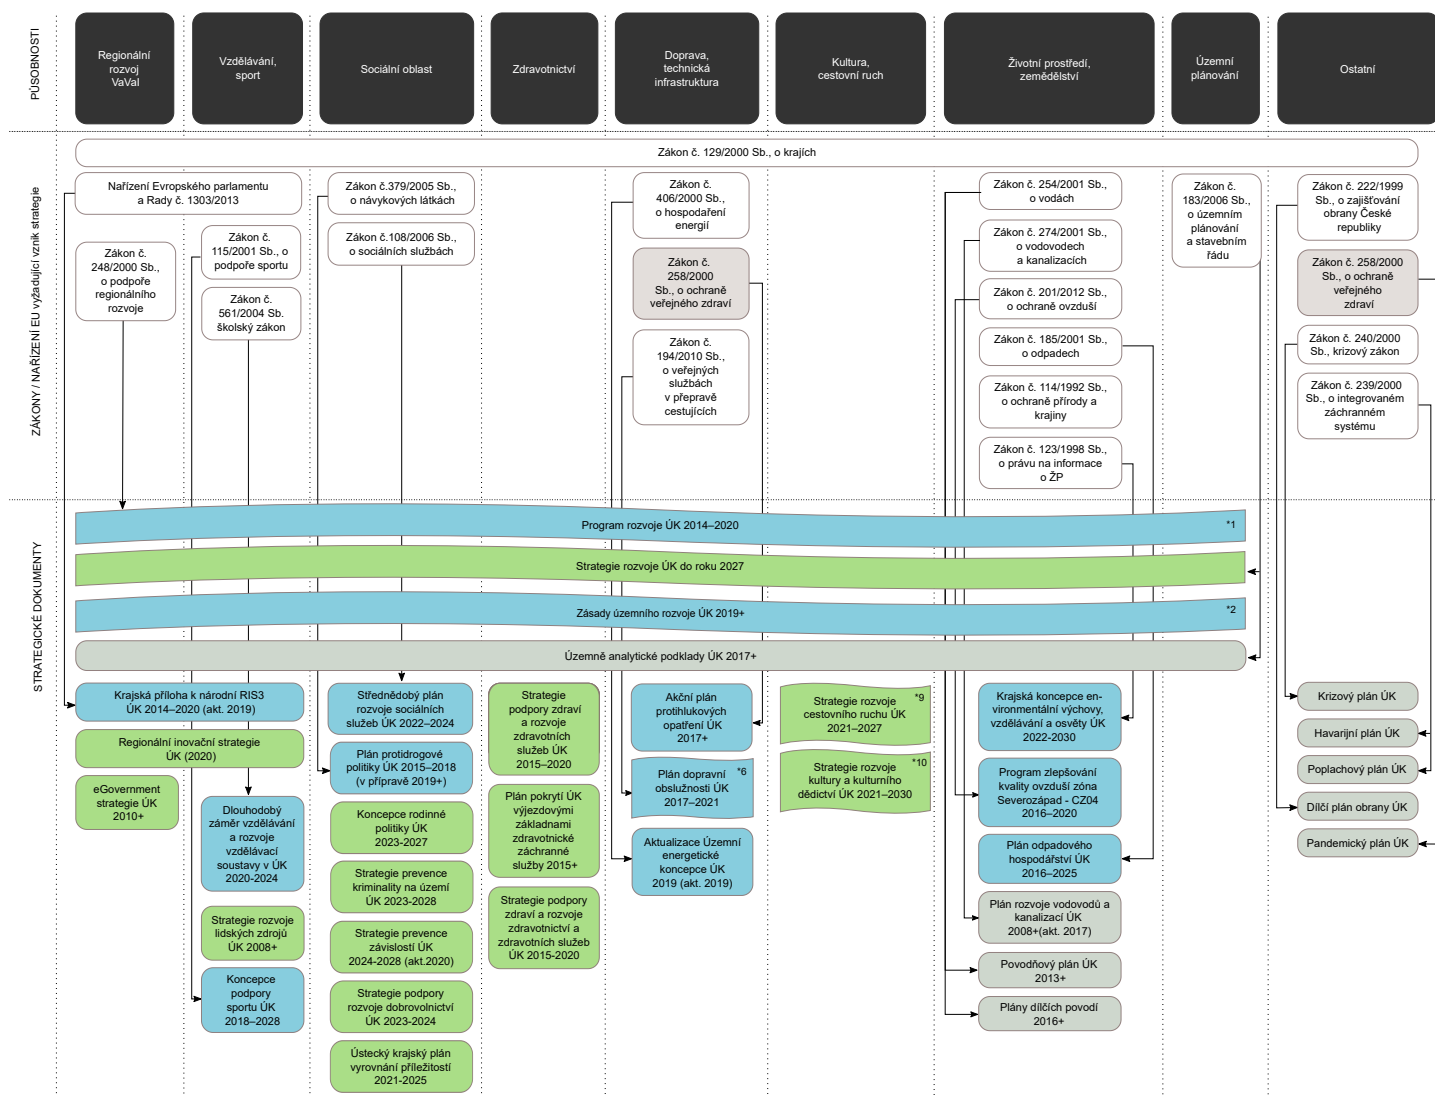 PŮSOBNOSTI
Regionální
rozvoj
VaVaI
Vzdělávání,
sport
Sociální oblast
Zdravotnictví
Doprava,
technická
infrastruktura
Kultura,
cestovní ruch
Životní prostředí,
zemědělství
Územní
plánování
Ostatní
ZÁKONY / NAŘÍZENÍ EU vyžadující vznik strategie
Zákon č. 129/2000 Sb., o krajích
Nařízení Evropského parlamentu
a Rady č. 1303/2013
Zákon č.
248/2000 Sb.,
o podpoře
regionálního
rozvoje
Zákon č.
115/2001 Sb., o
podpoře sportu
Zákon č.
561/2004 Sb.
školský zákon
Zákon č.379/2005 Sb.,
o návykových látkách
Zákon č.108/2006 Sb.,
o sociálních službách
Zákon č.
406/2000 Sb.,
o hospodaření
energií
Zákon č.
258/2000
Sb., o ochraně
veřejného zdraví
Zákon č.
194/2010 Sb.,
o veřejných
službách
v přepravě
cestujících
Zákon č. 254/2001 Sb.,
o vodách
Zákon č. 274/2001 Sb.,
o vodovodech
a kanalizacích
Zákon č. 201/2012 Sb.,
o ochraně ovzduší
Zákon č. 185/2001 Sb.,
o odpadech
Zákon č. 114/1992 Sb.,
o ochraně přírody a
krajiny
Zákon č. 123/1998 Sb.,
o právu na informace
o ŽP
Zákon č.
183/2006 Sb.,
o územním
plánování
a stavebním
řádu
Zákon č. 222/1999
Sb., o zajišťování
obrany České
republiky
Zákon č. 258/2000
Sb., o ochraně
veřejného
zdraví
Zákon č. 240/2000
Sb., krizový zákon
Zákon č. 239/2000
Sb., o integrovaném
záchranném
systému
STRATEGICKÉ DOKUMENTY
Program rozvoje ÚK 2014–2020 *1
Strategie rozvoje ÚK do roku 2027
Zásady územního rozvoje ÚK 2019+ *2
Územně analytické podklady ÚK 2017+
Krajská příloha k národní RIS3
ÚK 2014–2020 (akt. 2019)
Regionální inovační strategie
ÚK (2020)
eGovernment
strategie ÚK
2010+
Dlouhodobý
záměr vzdělávání
a rozvoje
vzdělávací
soustavy v ÚK
2020-2024
Strategie rozvoje
lidských zdrojů
ÚK 2008+
Koncepce
podpory
sportu ÚK
2018–2028
Střednědobý plán
rozvoje sociálních
služeb ÚK 2022–2024
Plán protidrogové
politiky ÚK 2015–2018
(v přípravě 2019+)
Koncepce rodinné
politiky ÚK
2023-2027
Strategie prevence
kriminality na území
ÚK 2023-2028
Strategie prevence
závislostí ÚK
2024-2028 (akt.2020)
Strategie podpory
rozvoje dobrovolnictví
ÚK 2023-2024
Ústecký krajský plán
vyrovnání příležitostí
2021-2025
Strategie
podpory zdraví
a rozvoje
zdravotních
služeb ÚK
2015–2020
Plán pokrytí ÚK
výjezdovými
základnami
zdravotnické
záchranné
služby 2015+
Strategie podpory
zdraví a rozvoje
zdravotnictví a
zdravotních služeb
ÚK 2015-2020
Akční plán
protihlukových
opatření ÚK
2017+
Plán dopravní *6
obslužnosti ÚK
2017–2021
Aktualizace Územní
energetické
koncepce ÚK
2019 (akt. 2019)
*9
Strategie rozvoje
cestovního ruchu ÚK
2021–2027
*10
Strategie rozvoje
kultury a kulturního
dědictví ÚK 2021–2030
Krajská koncepce en-
vironmentální výchovy,
vzdělávání a osvěty ÚK
2022-2030
Program zlepšování
kvality ovzduší zóna
Severozápad - CZ04
2016–2020
Plán odpadového
hospodářství ÚK
2016–2025
Plán rozvoje vodovodů a
kanalizací ÚK
2008+(akt. 2017)
Povodňový plán ÚK
2013+
Plány dílčích povodí
2016+
Krizový plán ÚK
Havarijní plán ÚK
Poplachový plán ÚK
Dílčí plán obrany ÚK
Pandemický plán ÚK